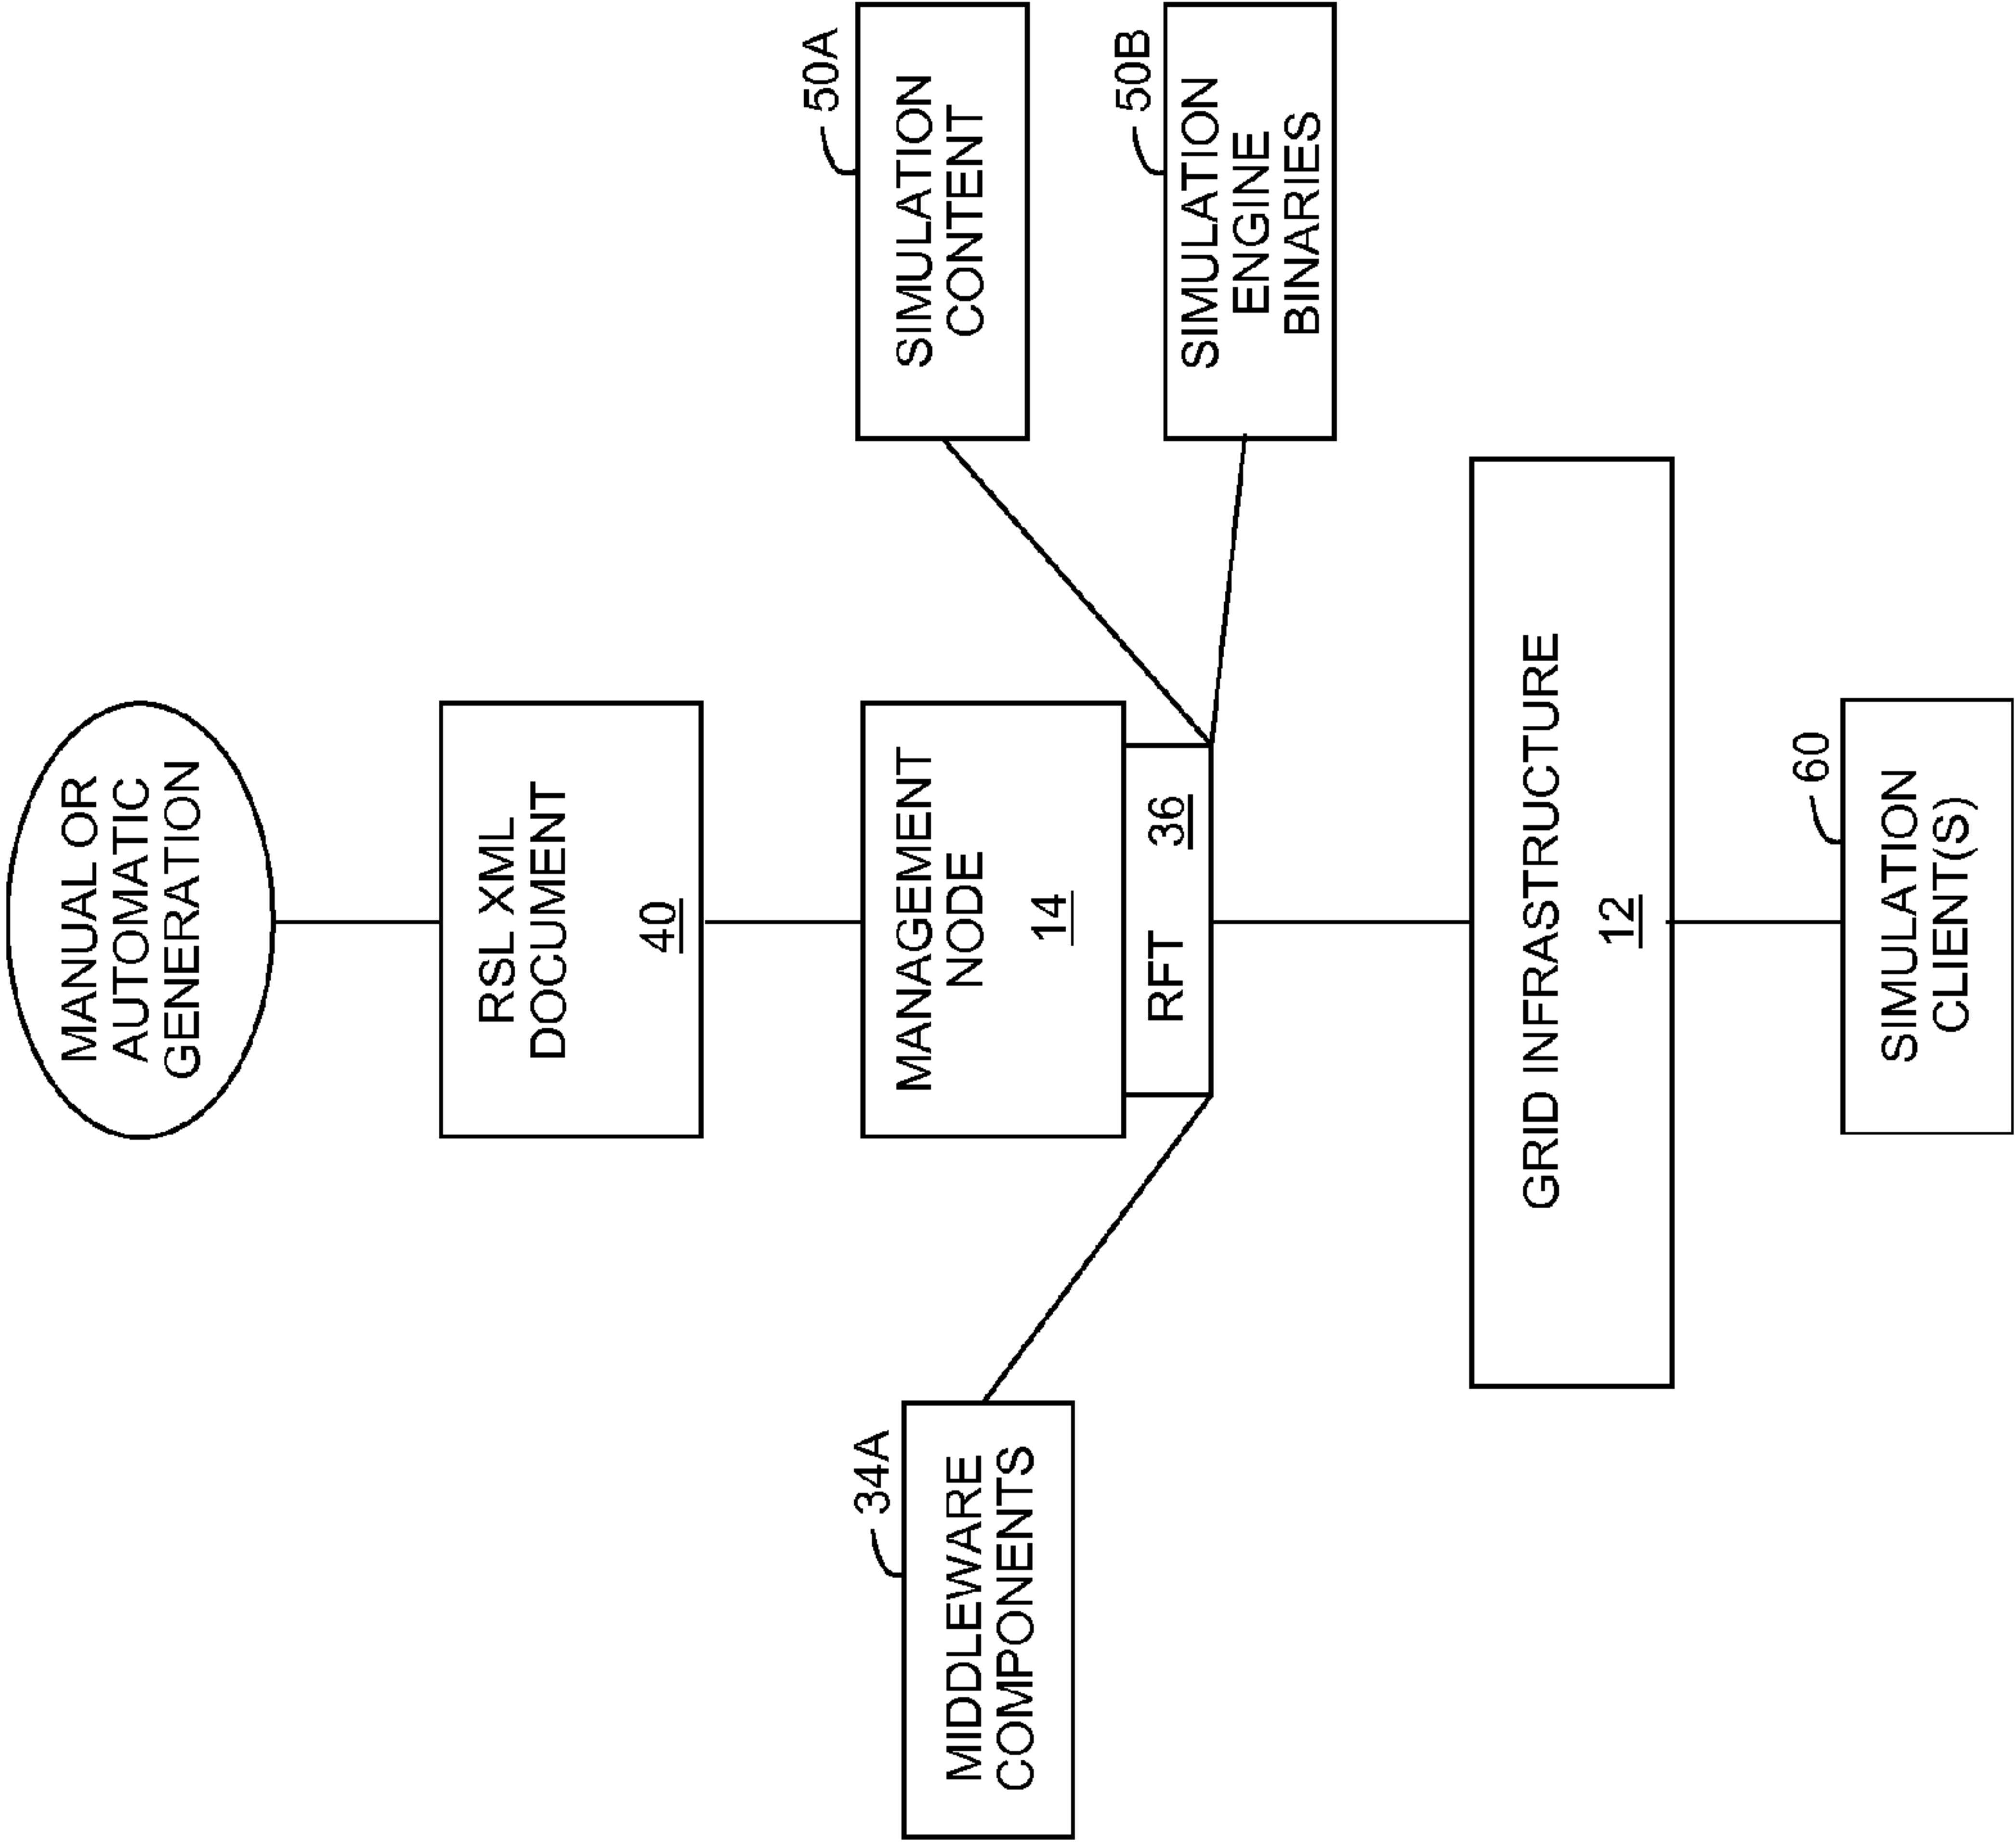 MANUAL OR
AUTOMATIC
GENERATION
RSL XML
DOCUMENT
40
MANAGEMENT
NODE
14
RFT 36
34A
MIDDLEWARE
COMPONENTS
50A
SIMULATION
CONTENT
50B
SIMULATION
ENGINE
BINARIES
GRID INFRASTRUCTURE
12
60
SIMULATION
CLIENT(S)